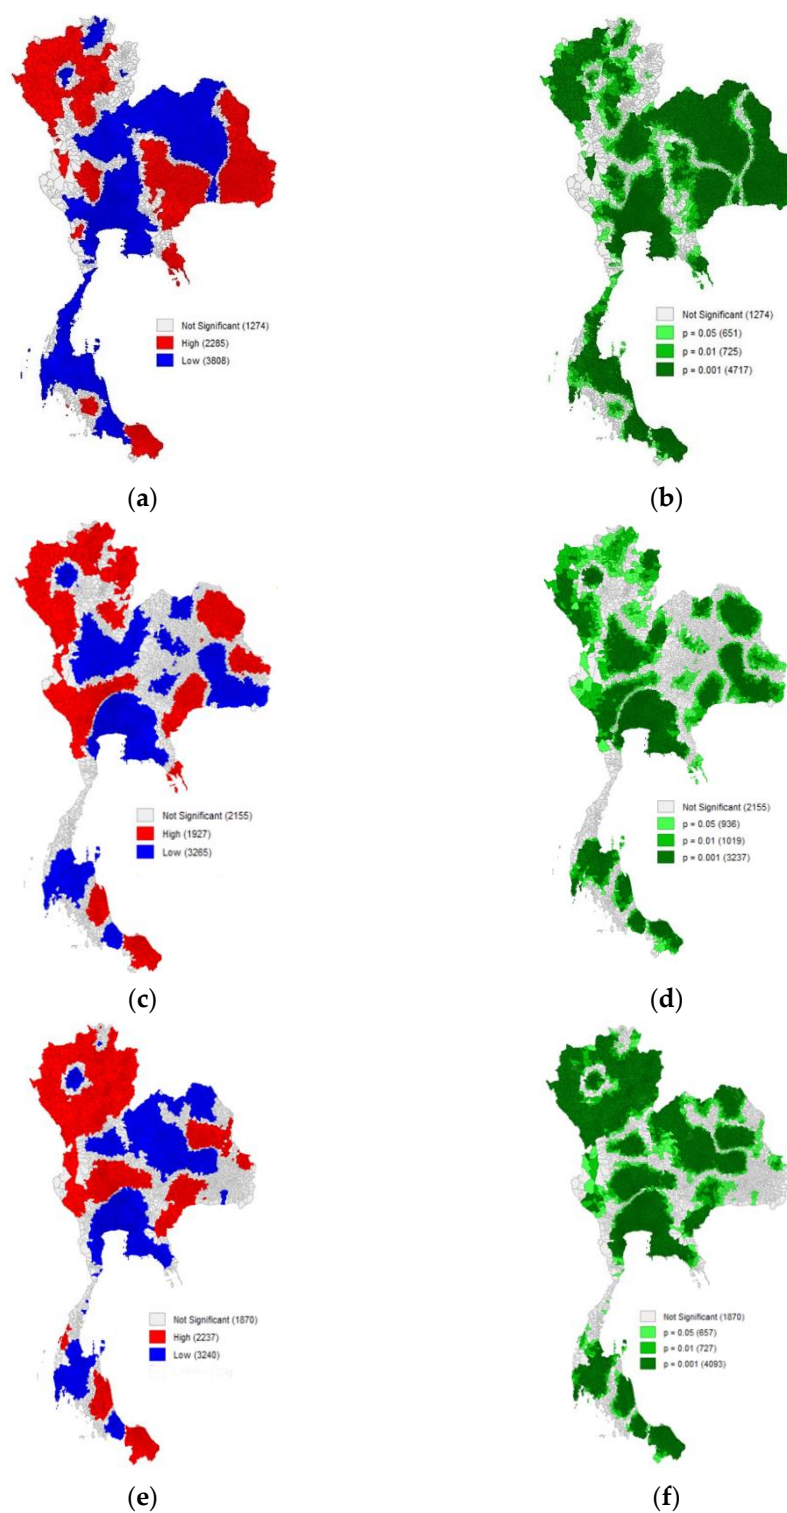 Not Significant (1274)
High (2285)
Low (3808)
Not Significant (1274)
p = 0.05 (651)
p = 0.01 (725)
p = 0.001 (4717)
(a)
(b)
Not Significant (2155)
High (1927)
Low (3265)
Not Significant (2155)
p = 0.05 (936)
p = 0.01 (1019)
p = 0.001 (3237)
(c)
(d)
Not Significant (1870)
High (2237)
Low (3240)
Not Significant (1870)
p = 0.05 (657)
p = 0.01 (727)
p = 0.001 (4093)
(e)
(f)